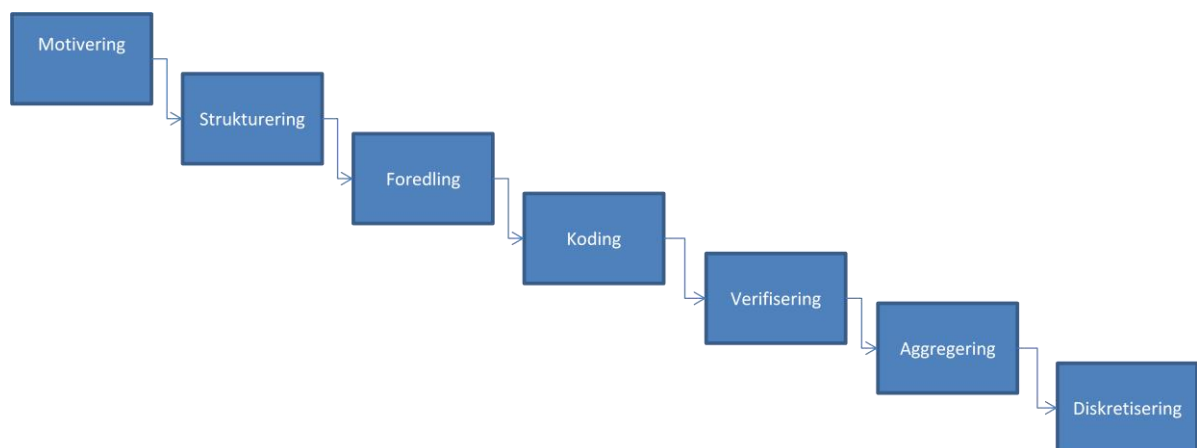 Motivering
Strukturering
Foredling
Koding
Verifisering
Aggregering
Diskretisering